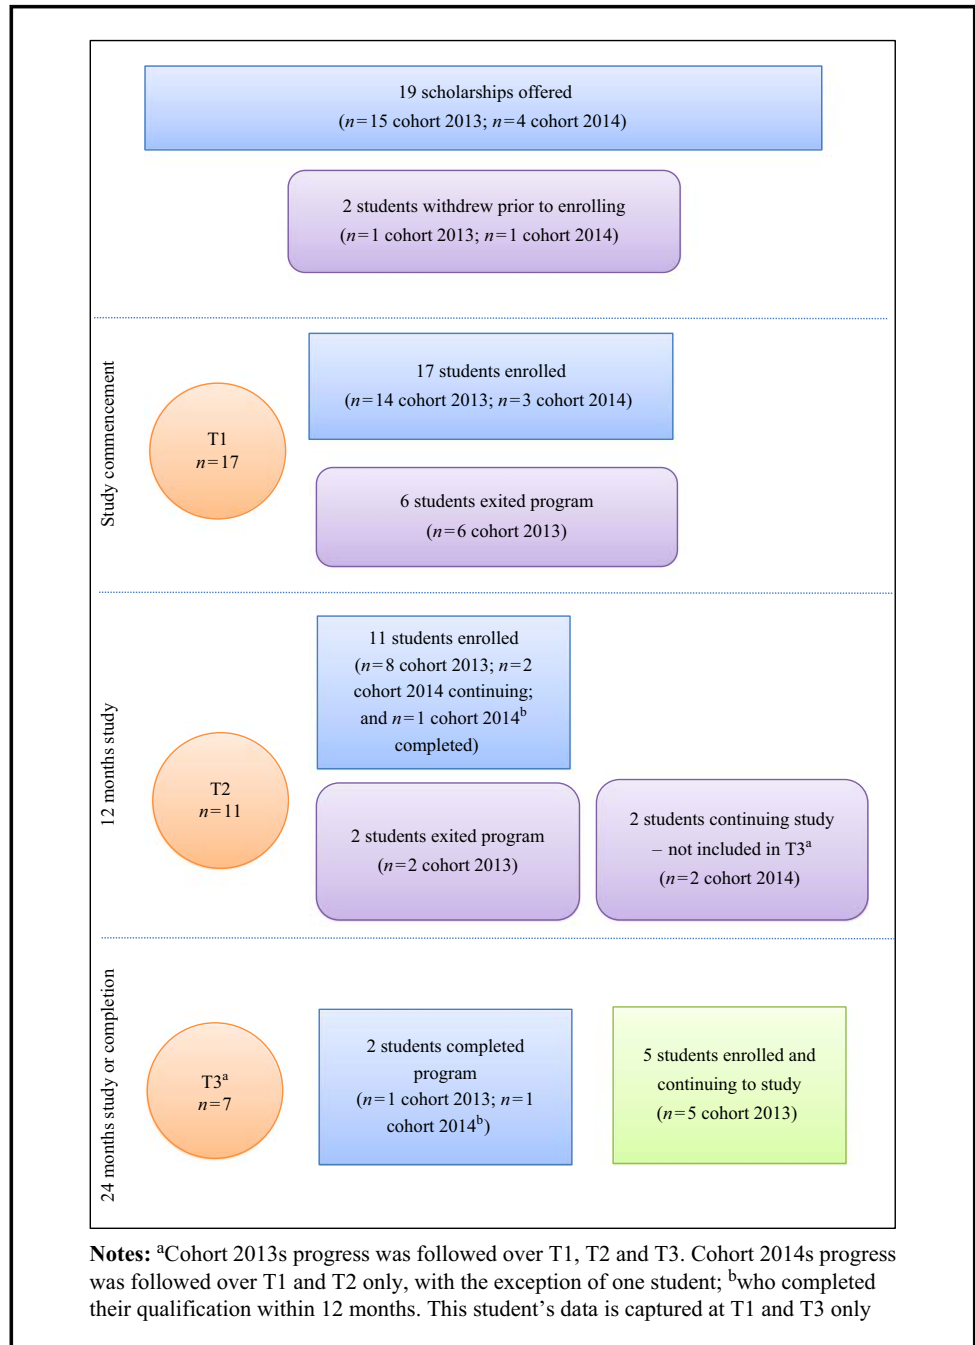 19 scholarships offered
(n=15 cohort 2013; n=4 cohort 2014)
2 students withdrew prior to enrolling
(n=1 cohort 2013; n=1 cohort 2014)
Study commencement
T1
n=17
17 students enrolled
(n=14 cohort 2013; n=3 cohort 2014)
6 students exited program
(n=6 cohort 2013)
12 months study
T2
n=11
11 students enrolled
(n=8 cohort 2013; n=2
cohort 2014 continuing;
and n=1 cohort 2014b
completed)
2 students exited program
(n=2 cohort 2013)
2 students continuing study
– not included in T3a
(n=2 cohort 2014)
24 months study or completion
T3a
n=7
2 students completed
program
(n=1 cohort 2013; n=1
cohort 2014b)
5 students enrolled and
continuing to study
(n=5 cohort 2013)
Notes: aCohort 2013s progress was followed over T1, T2 and T3. Cohort 2014s progress
was followed over T1 and T2 only, with the exception of one student; bwho completed
their qualification within 12 months. This student's data is captured at T1 and T3 only